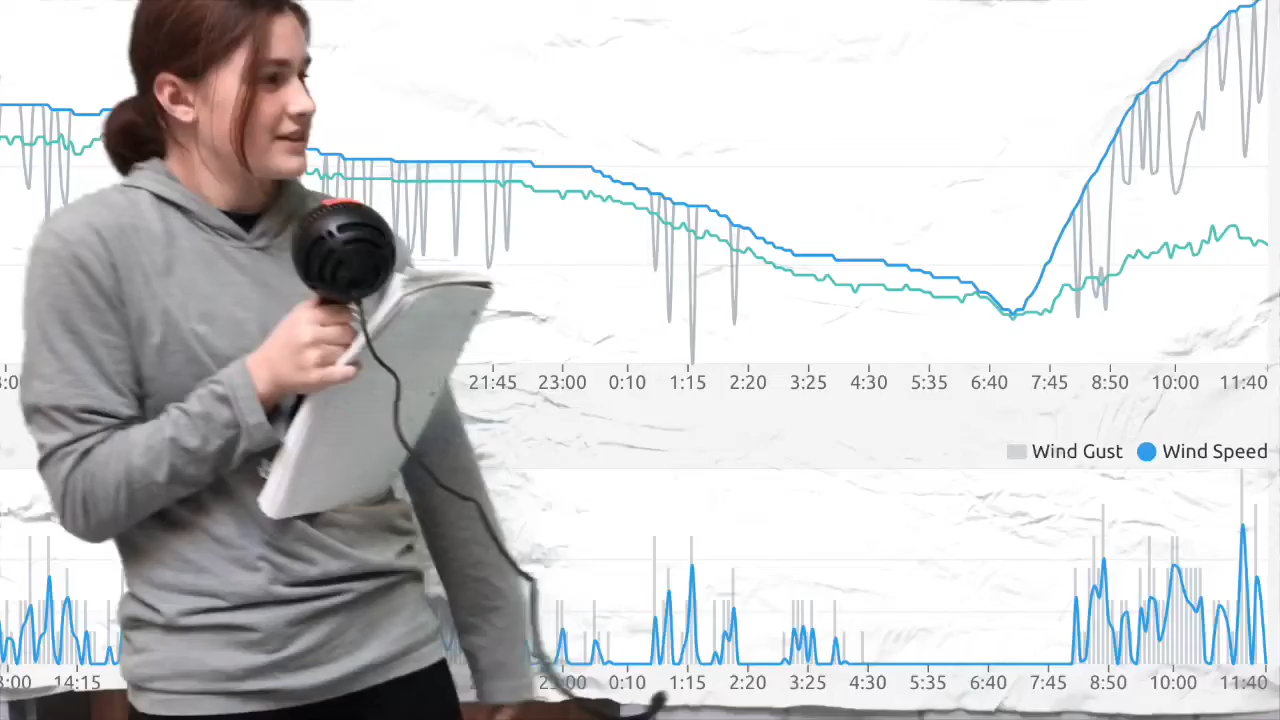 21:45 23:00 0:10 1:15 2:20 3:25 4:30 5:35 6:40 7:45 8:50 10:00 11:40
Wind Gust Wind Speed
14:15 0:10 1:15 2:20 3:25 4:30 5:35 6:40 7:45 8:50 10:00 11:40